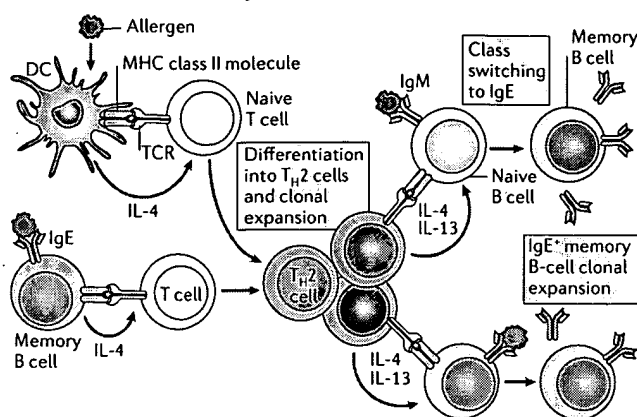 Allergen
DC
MHC class II molecule
Naive
T cell
TCR
IL-4
IgE
T cell
Memory
B cell
IL-4
Differentiation
into TH2 cells
and clonal
expansion
TH2
cell
IgM
Class
switching
to IgE
Memory
B cell
Naive
B cell
IL-4
IL-13
IgE+ memory
B-cell clonal
expansion
IL-4
IL-13